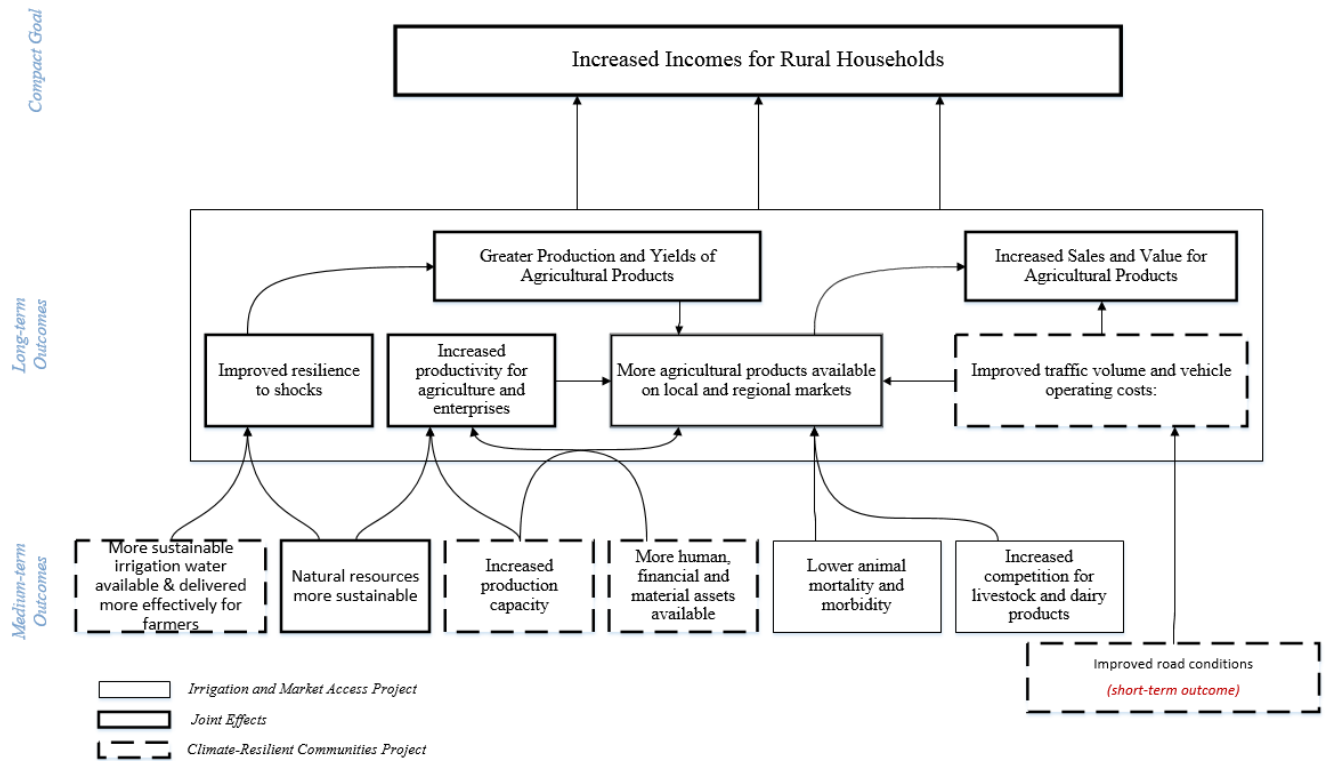 Compact Goal
Increased Incomes for Rural Households
Long-term
Outcomes
Greater Production and Yields of
Agricultural Products
Increased Sales and Value for
Agricultural Products
Improved resilience
to shocks
Increased
productivity for
agriculture and
enterprises
More agricultural products available
on local and regional markets
Improved traffic volume and vehicle
operating costs:
Medium-term
Outcomes
More sustainable
irrigation water
available & delivered
more effectively for
farmers
Natural resources
more sustainable
Increased
production
capacity
More human,
financial and
material assets
available
Lower animal
mortality and
morbidity
Increased
competition for
livestock and dairy
products
Improved road conditions
(short-term outcome)
Irrigation and Market Access Project
Joint Effects
Climate-Resilient Communities Project